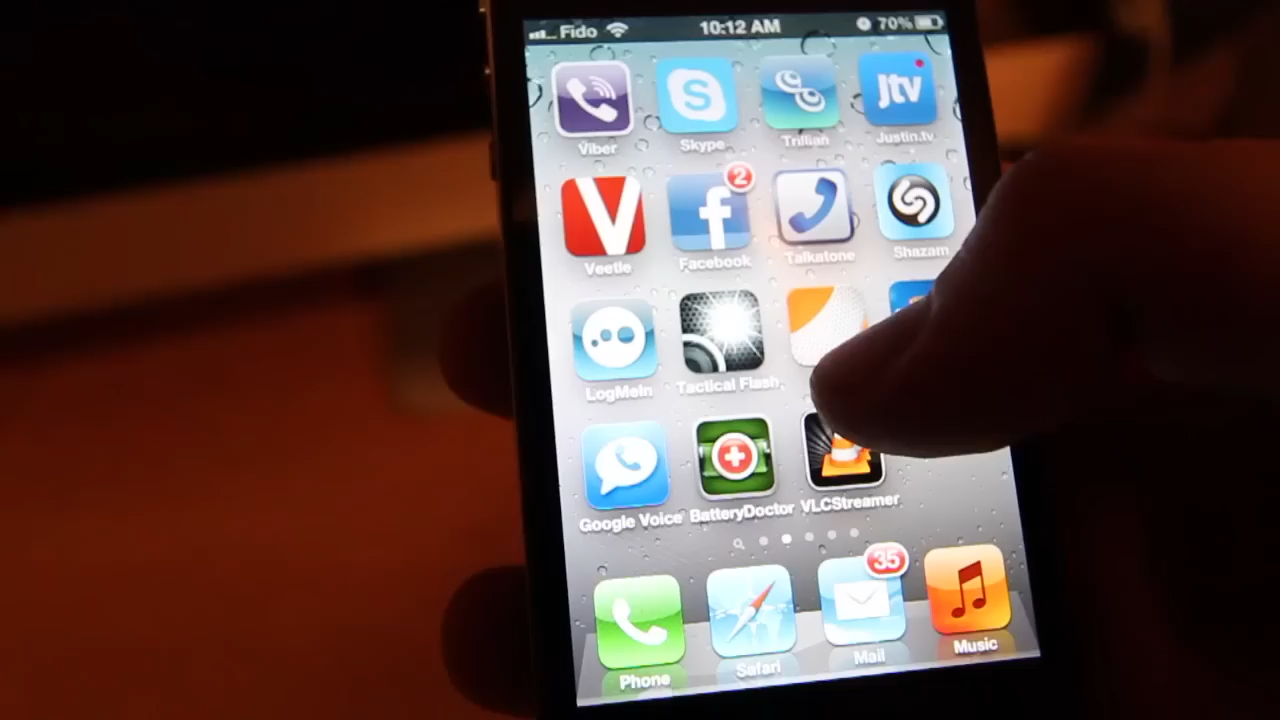 Fido 10:12 AM 70%
Jtv
Viber Skype Trillian Justin.tv
V 2
Veetle Facebook Talkatone Shazam
LogMeIn Tactical Flash
Google Voice BatteryDoctor VLCStreamer
35
Phone Safari Mail Music